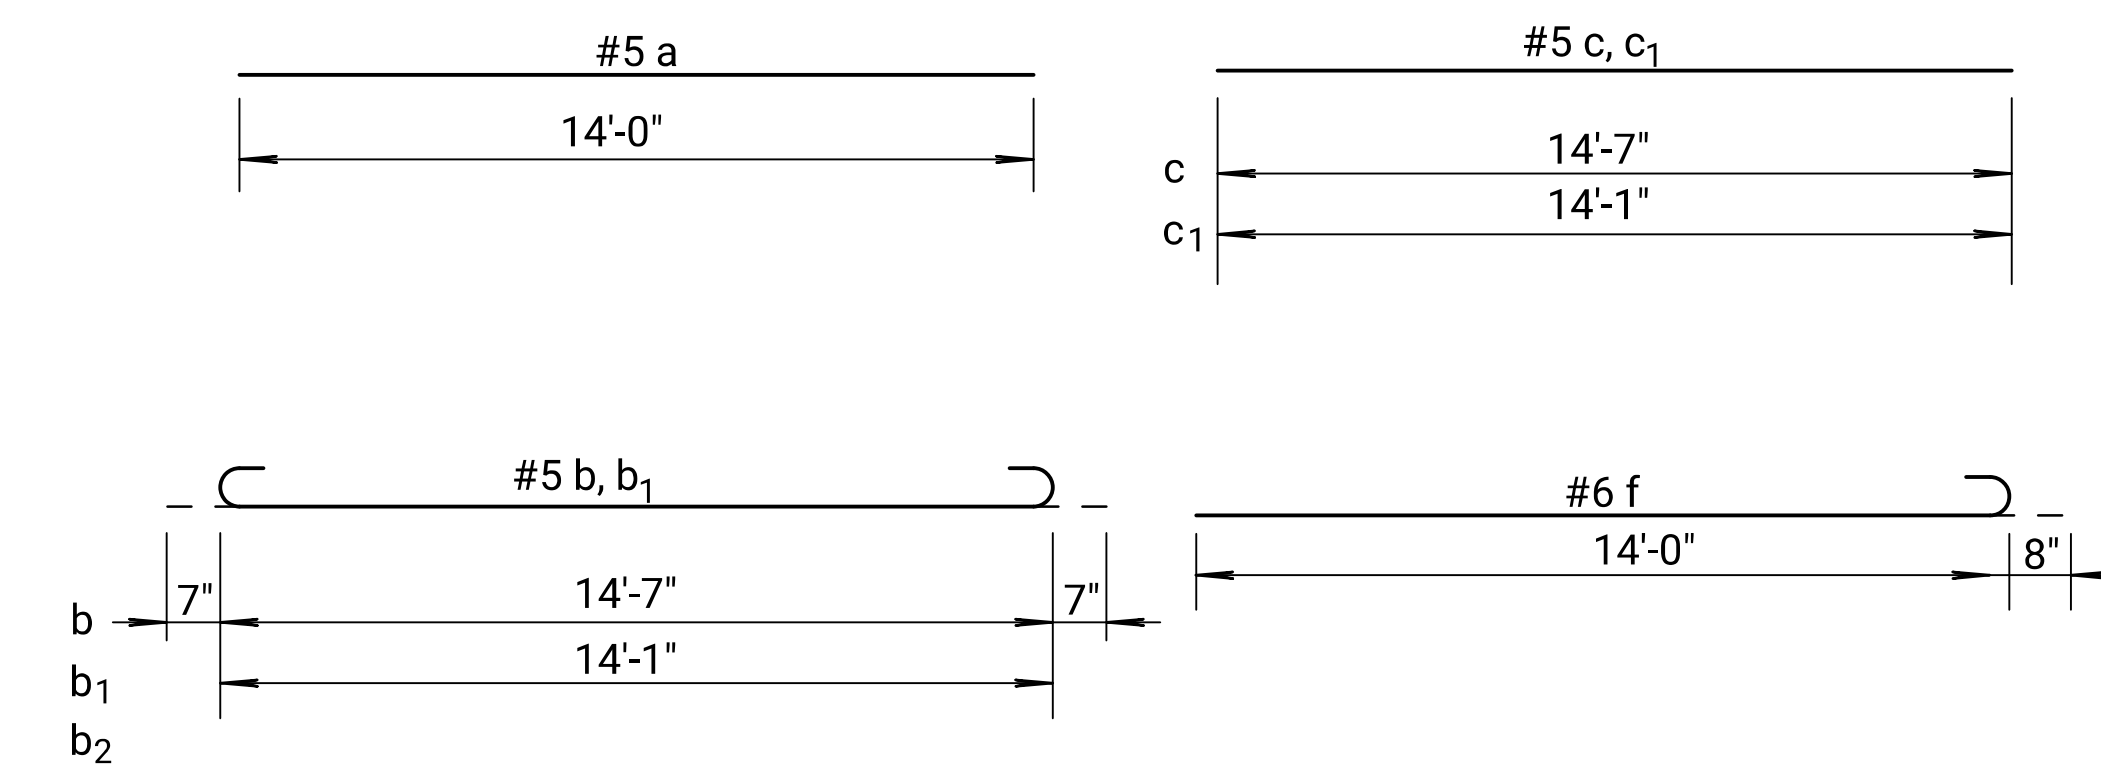 #5 a
14'-0"
#5 c, c₁
c 14'-7"
c₁ 14'-1"
#5 b, b₁
b 7" 14'-7" 7"
b₁ 14'-1"
b₂
#6 f
14'-0" 8"